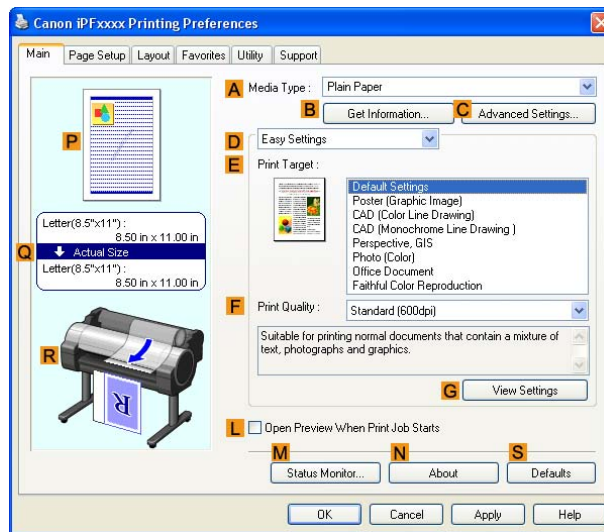 Canon iPFxxxx Printing Preferences
Main Page Setup Layout Favorites Utility Support
A Media Type : Plain Paper
B Get Information... C Advanced Settings...
D Easy Settings
E Print Target :
Default Settings
Poster (Graphic Image)
CAD (Color Line Drawing)
CAD (Monochrome Line Drawing )
Perspective, GIS
Photo (Color)
Office Document
Faithful Color Reproduction
F Print Quality : Standard (600dpi)
Suitable for printing normal documents that contain a mixture of
text, photographs and graphics.
G View Settings
P
Letter(8.5"x11") :
8.50 in x 11.00 in
Q Actual Size
Letter(8.5"x11") :
8.50 in x 11.00 in
R
R
L Open Preview When Print Job Starts
M N S
Status Monitor... About Defaults
OK Cancel Apply Help